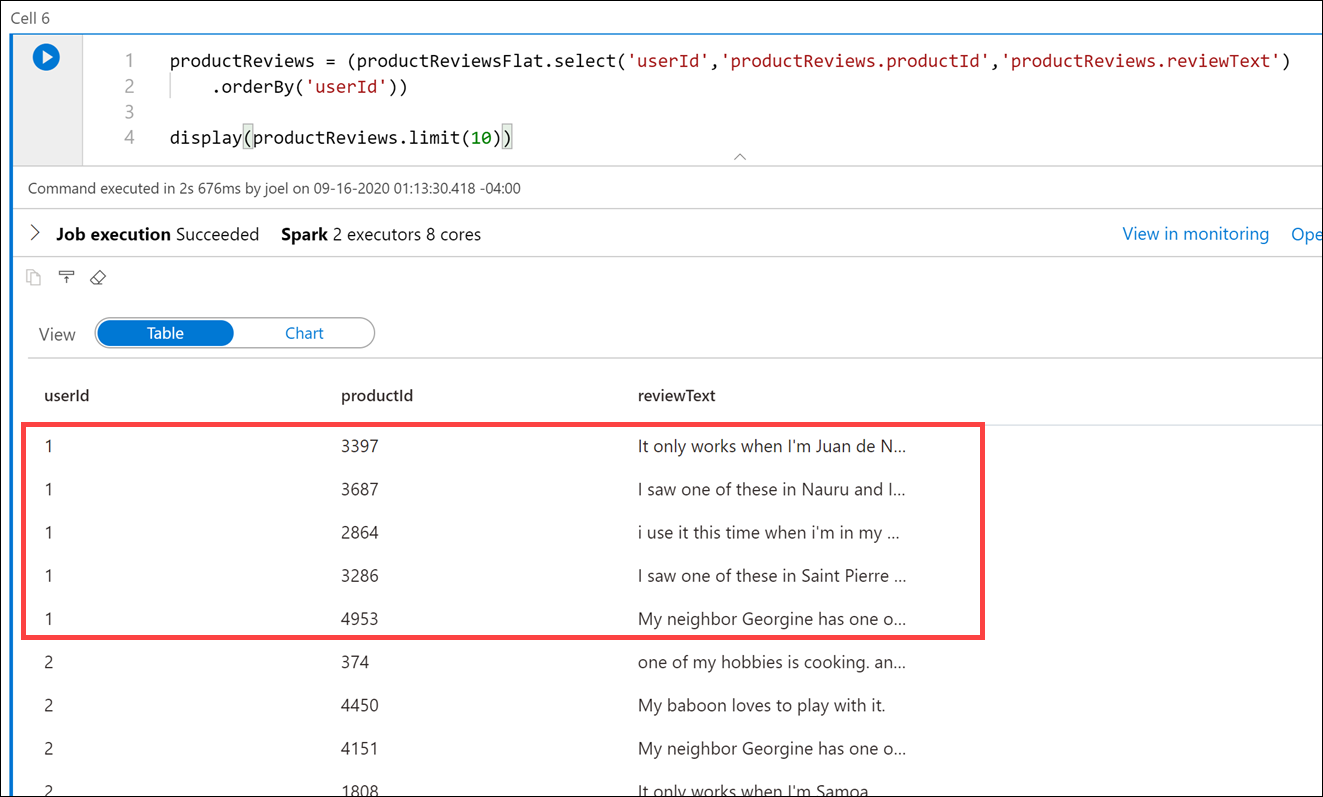 Cell 6
1 productReviews = (productReviewsFlat.select('userId','productReviews.productId','productReviews.reviewText')
2 .orderBy('userId'))
3
4 display(productReviews.limit(10))
Command executed in 2s 676ms by joel on 09-16-2020 01:13:30.418 -04:00
Job execution Succeeded Spark 2 executors 8 cores View in monitoring Ope
View Table Chart
userId productId reviewText
1 3397 It only works when I'm Juan de N...
1 3687 I saw one of these in Nauru and I...
1 2864 i use it this time when i'm in my ...
1 3286 I saw one of these in Saint Pierre ...
1 4953 My neighbor Georgine has one o...
2 374 one of my hobbies is cooking. an...
2 4450 My baboon loves to play with it.
2 4151 My neighbor Georgine has one o...
2 1808 It only works when I'm Samoa.